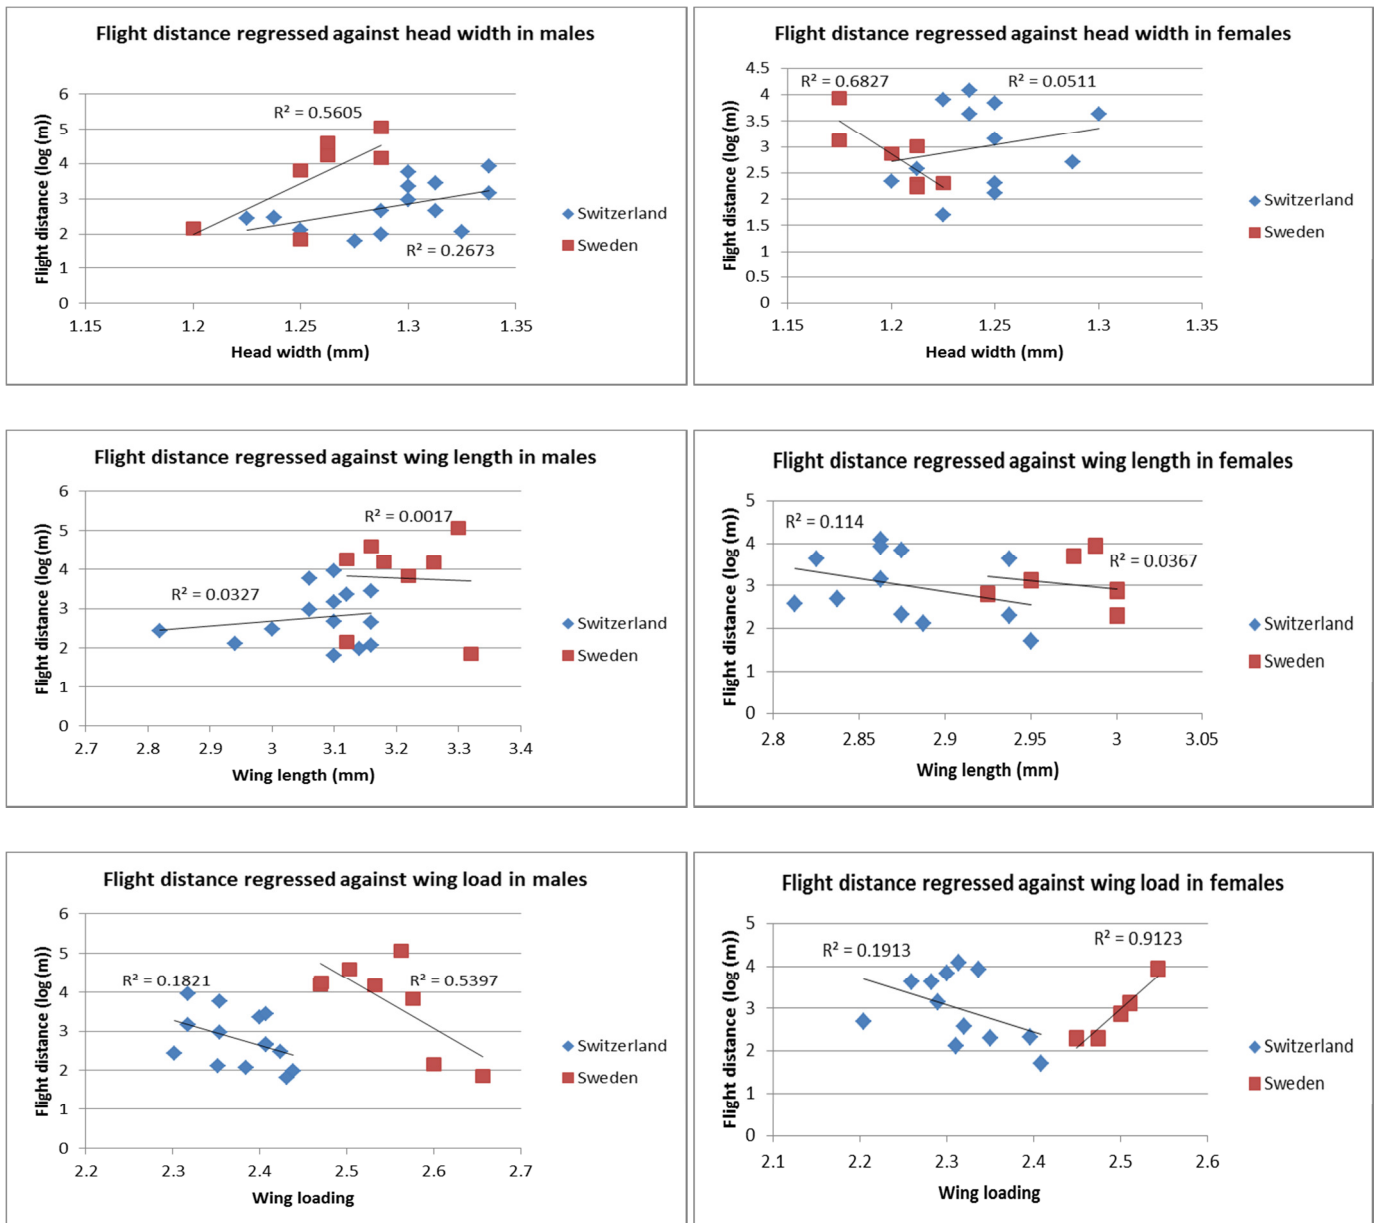 Flight distance regressed against head width in males
Flight distance (log (m))
6
5
4
3
2
1
0
R² = 0.5605
R² = 0.2673
1.15 1.2 1.25 1.3 1.35
Head width (mm)
Switzerland
Sweden
Flight distance regressed against head width in females
Flight distance (log (m))
4.5
4
3.5
3
2.5
2
1.5
1
0.5
0
R² = 0.6827 R² = 0.0511
1.15 1.2 1.25 1.3 1.35
Head width (mm)
Switzerland
Sweden
Flight distance regressed against wing length in males
Flight distance (log (m))
6
5
4
3
2
1
0
R² = 0.0017
R² = 0.0327
2.7 2.8 2.9 3 3.1 3.2 3.3 3.4
Wing length (mm)
Switzerland
Sweden
Flight distance regressed against wing length in females
Flight distance (log (m))
5
4
3
2
1
0
R² = 0.114
R² = 0.0367
2.8 2.85 2.9 2.95 3 3.05
Wing length (mm)
Switzerland
Sweden
Flight distance regressed against wing load in males
Flight distance (log (m))
6
5
4
3
2
1
0
R² = 0.1821 R² = 0.5397
2.2 2.3 2.4 2.5 2.6 2.7
Wing loading
Switzerland
Sweden
Flight distance regressed against wing load in females
Flight distance (log (m))
5
4
3
2
1
0
R² = 0.1913 R² = 0.9123
2.1 2.2 2.3 2.4 2.5 2.6
Wing loading
Switzerland
Sweden